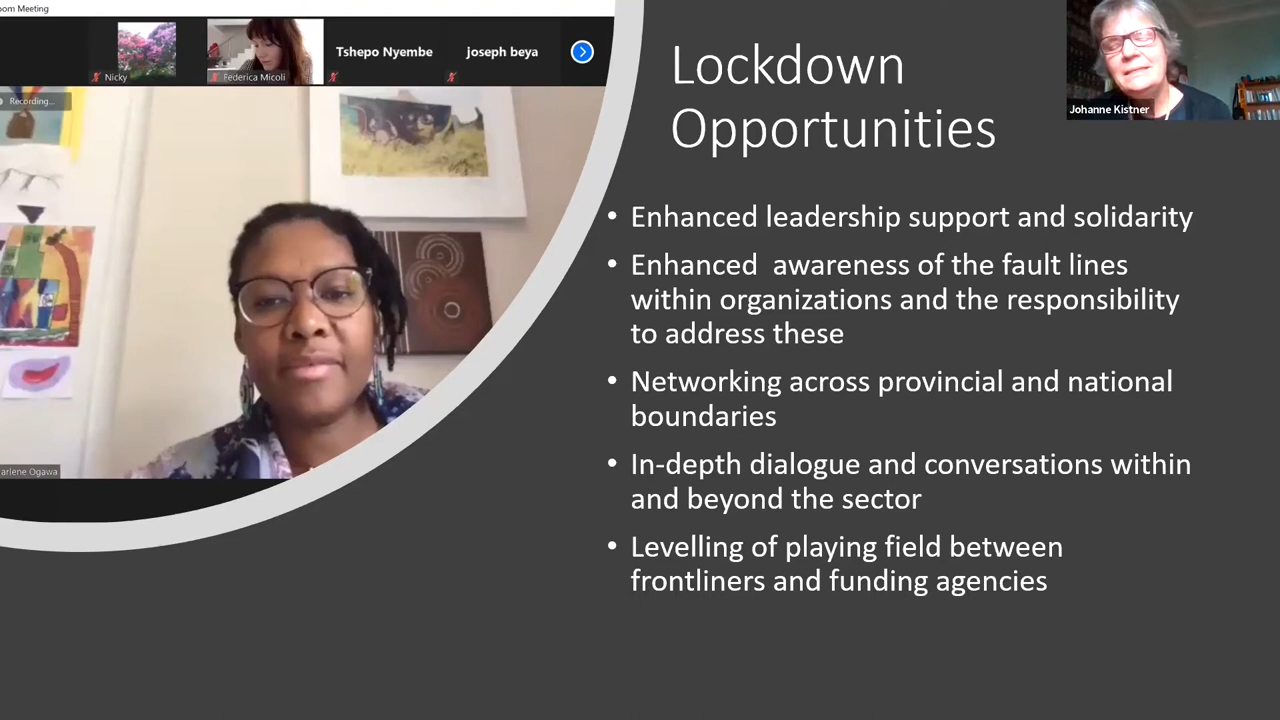 oom Meeting
Nicky
Federica Micoli
Tshepo Nyembe
joseph beya
Recording...
arlene Ogawa
Lockdown
Opportunities
Johanne Kistner
• Enhanced leadership support and solidarity
• Enhanced  awareness of the fault lines
within organizations and the responsibility
to address these
• Networking across provincial and national
boundaries
• In-depth dialogue and conversations within
and beyond the sector
• Levelling of playing field between
frontliners and funding agencies